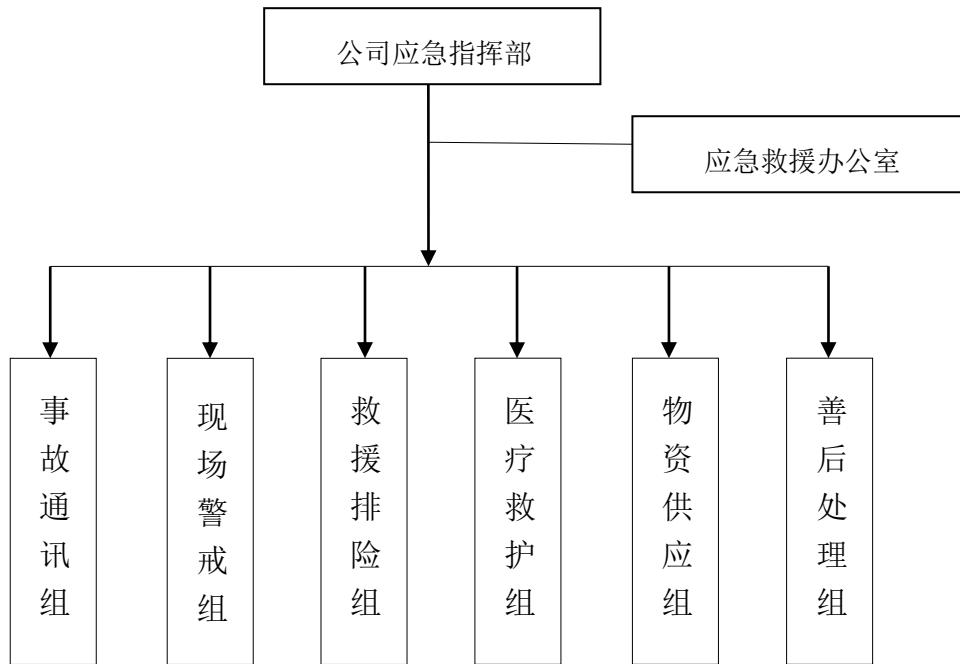 公司应急指挥部
应急救援办公室
事故通讯组
现场警戒组
救援排险组
医疗救护组
物资供应组
善后处理组